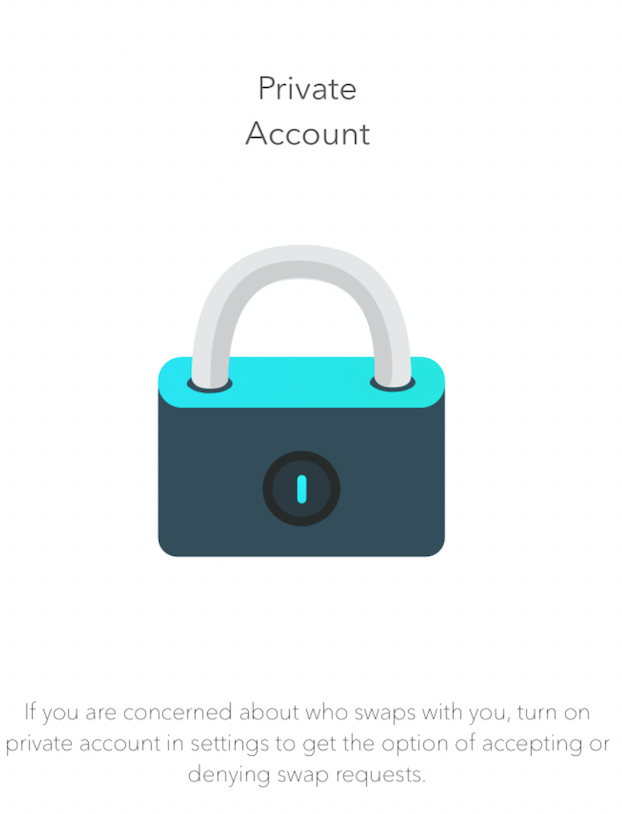 Private
Account
If you are concerned about who swaps with you, turn on
private account in settings to get the option of accepting or
denying swap requests.